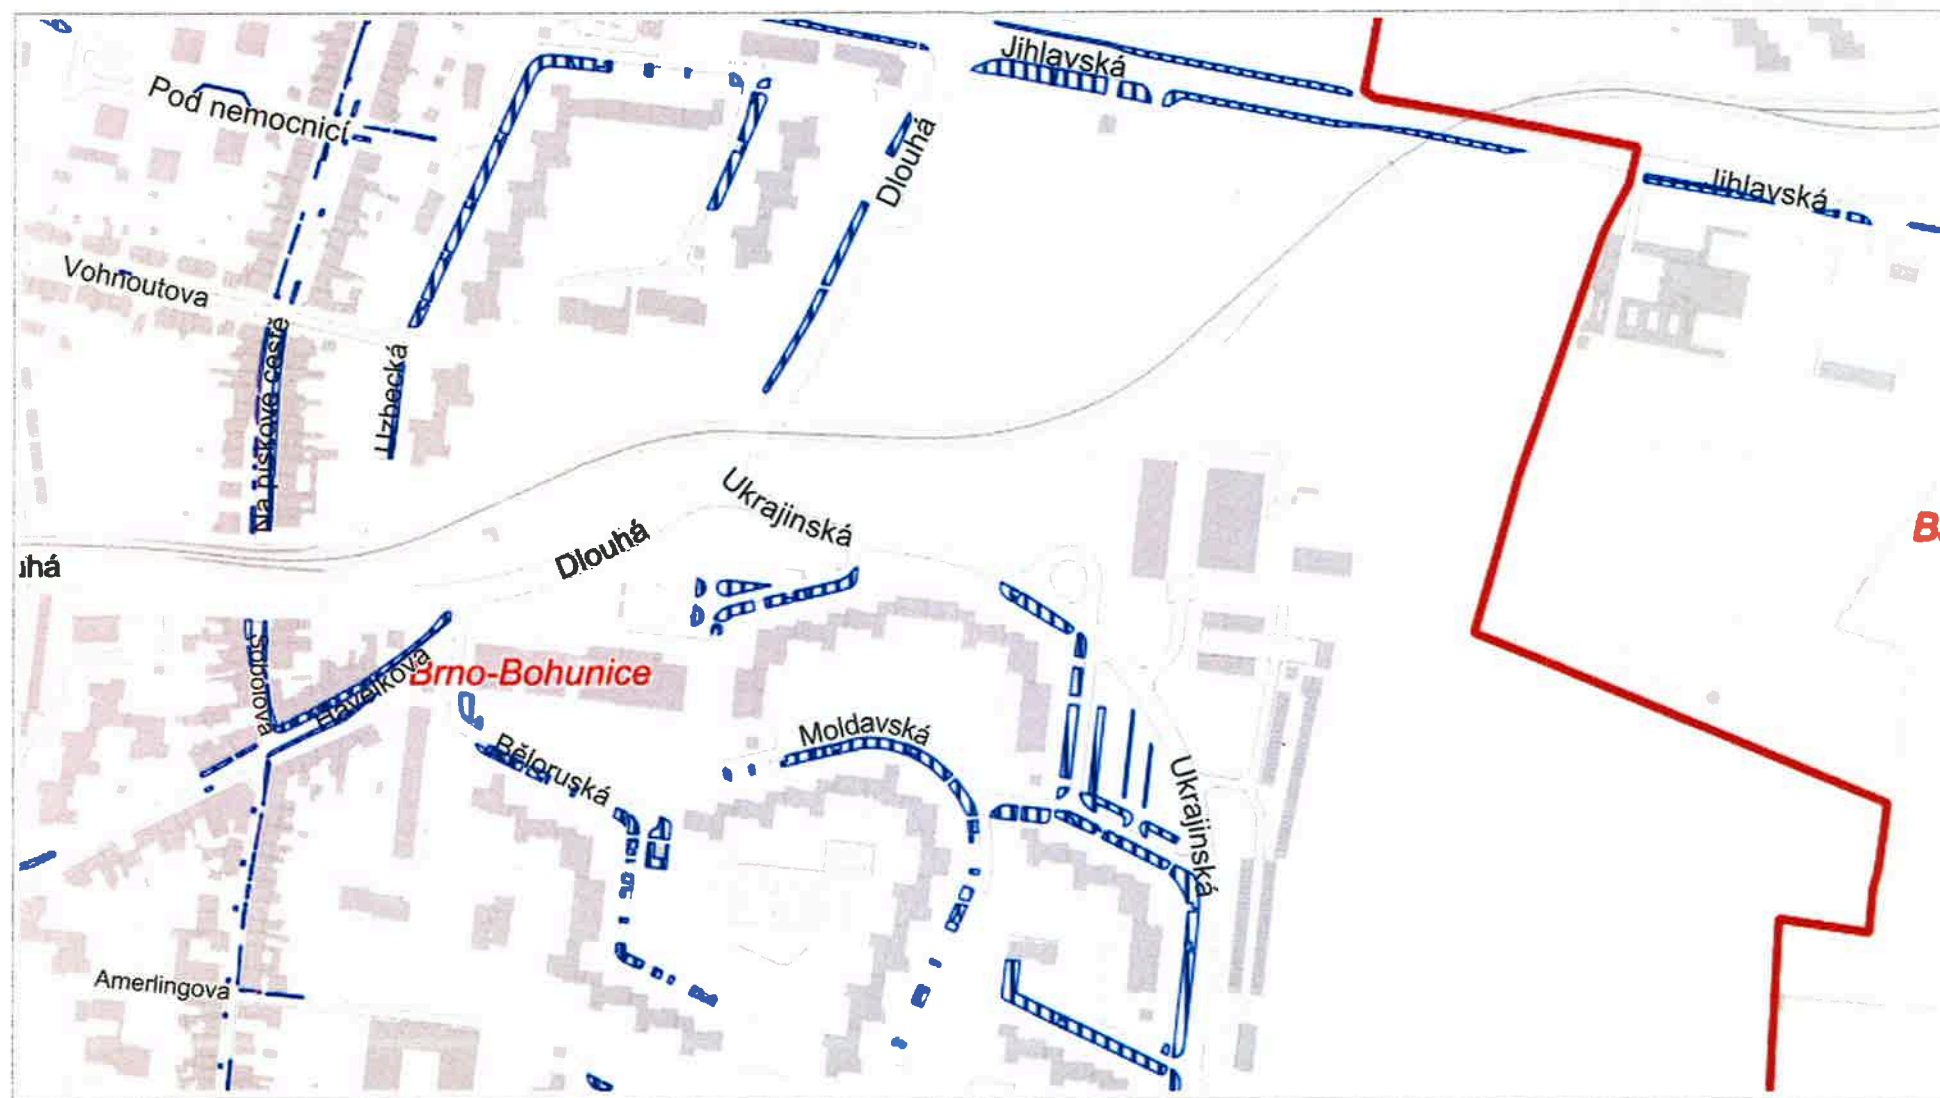 Jihlavská
Pod nemocnicí
Dlouhá
Jihlavská
Vohnoutova
Na pískové cestě
Uzbecká
Ukrajinská
Dlouhá
uhá
Sobolova
Havelkova
Brno-Bohunice
Běloruská
Moldavská
Ukrajinská
Amerlingova